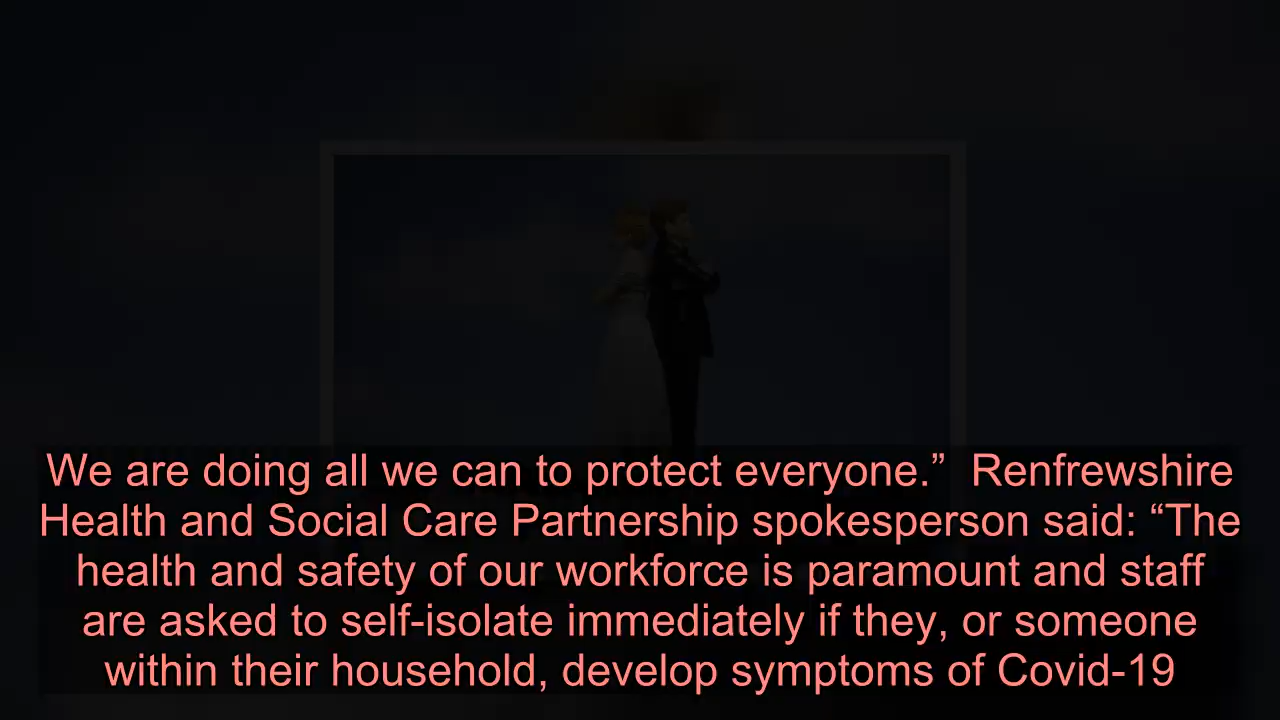 We are doing all we can to protect everyone.”  Renfrewshire
Health and Social Care Partnership spokesperson said: “The
health and safety of our workforce is paramount and staff
are asked to self-isolate immediately if they, or someone
within their household, develop symptoms of Covid-19